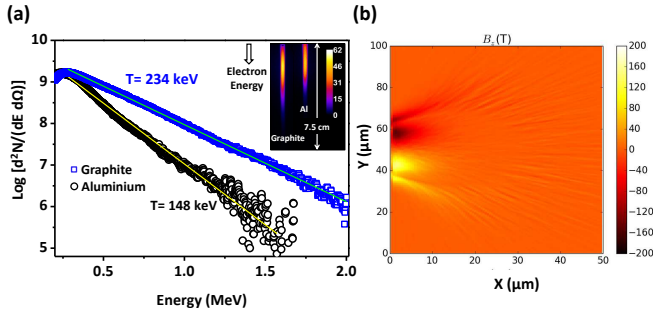 (a)
10
9
8
7
6
5
Log [d²N/(dE dΩ)]
T= 234 keV
T= 148 keV
Graphite
Aluminium
Electron
Energy
62
46
31
15
0
Al
7.5 cm
Graphite
0.5
1.0
1.5
2.0
Energy (MeV)
(b)
B_z(T)
100
80
60
40
20
0
Y (μm)
0
10
20
30
40
50
X (μm)
200
160
120
80
40
0
−40
−80
−120
−160
−200